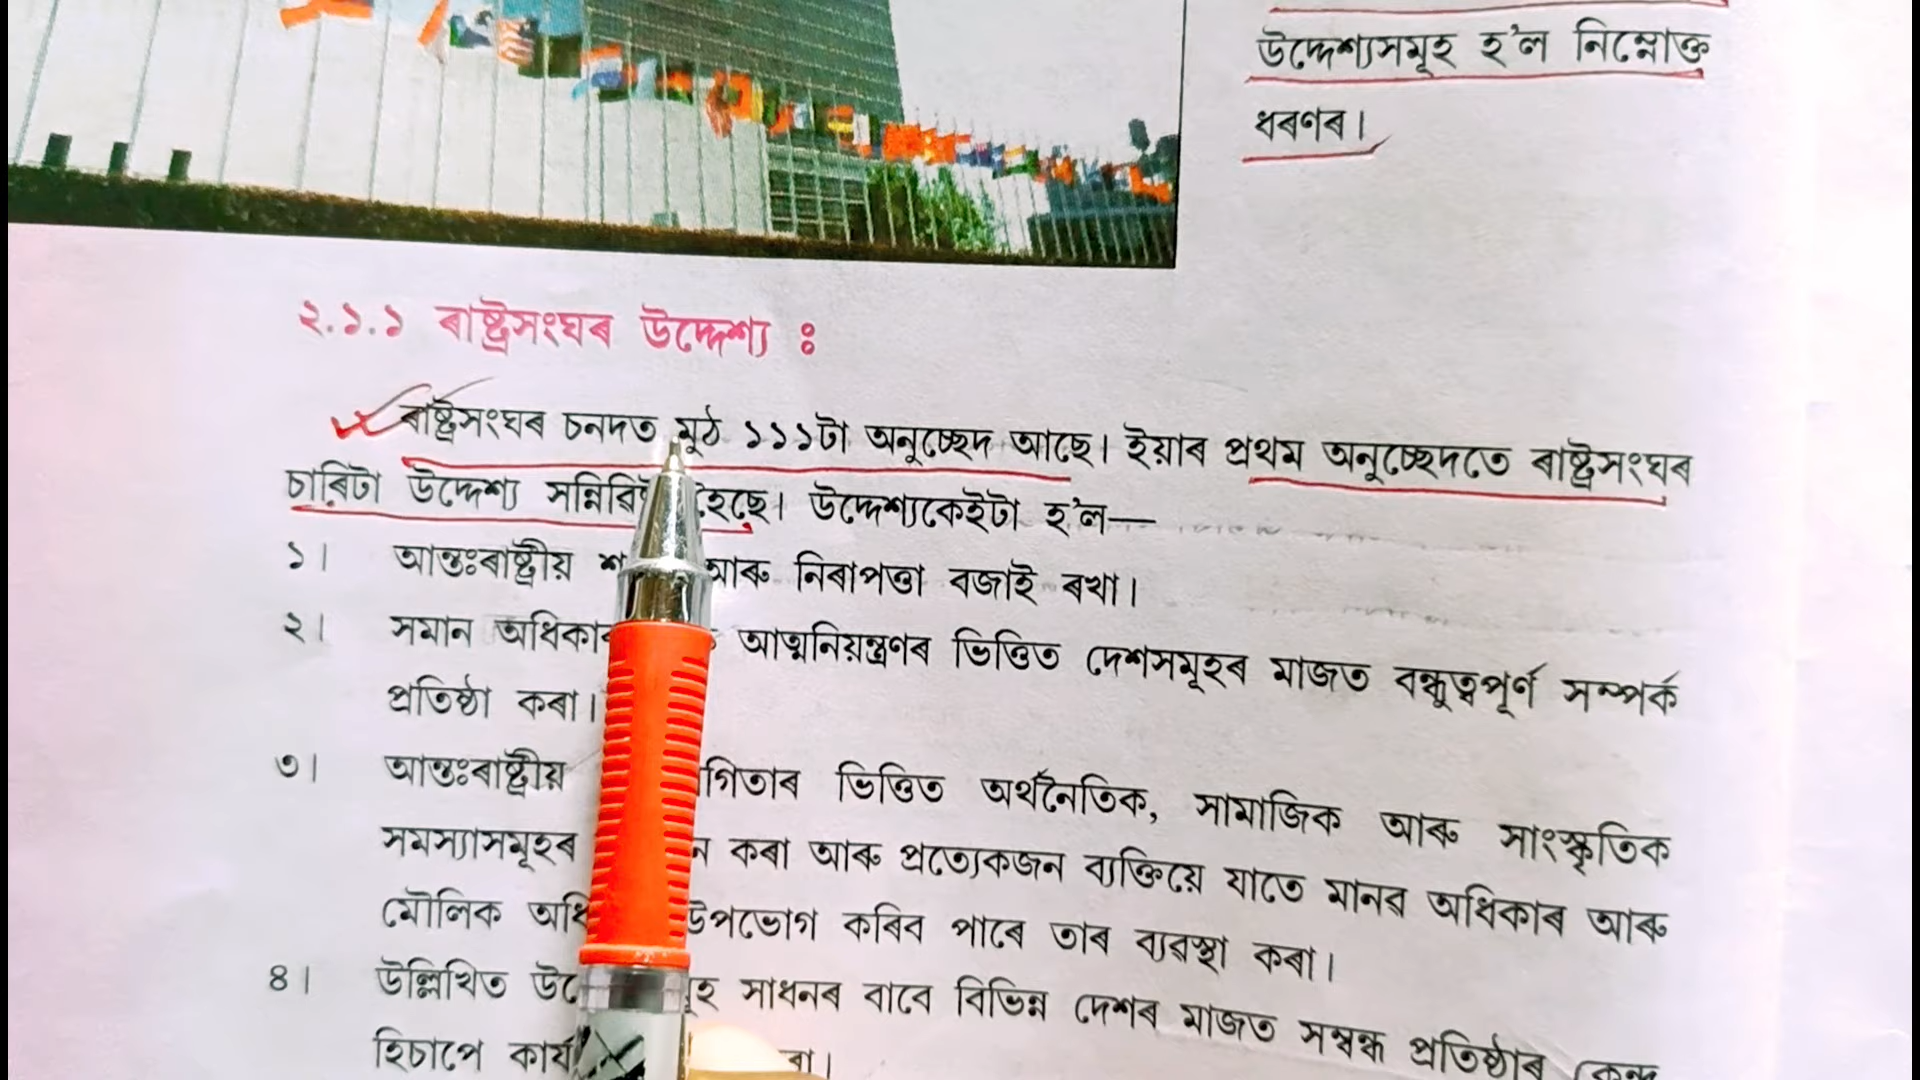 উদ্দেশ্যসমূহ হ'ল নিম্নোক্ত
ধৰণৰ।
২.১.১ ৰাষ্ট্ৰসংঘৰ উদ্দেশ্য :
ৰাষ্ট্ৰসংঘৰ চনদত মুঠ ১১১টা অনুচ্ছেদ আছে। ইয়াৰ প্ৰথম অনুচ্ছেদতে ৰাষ্ট্ৰসংঘৰ
চাৰিটা উদ্দেশ্য হৈছে। উদ্দেশ্যকেইটা হ'ল—
১। আন্তঃৰাষ্ট্ৰীয় আৰু নিৰাপত্তা বজাই ৰখা।
২। সমান আত্মনিয়ন্ত্ৰণৰ ভিত্তিত দেশসমূহৰ মাজত বন্ধুত্বপূৰ্ণ সম্পৰ্ক
প্ৰতিষ্ঠা কৰা।
৩। আন্তঃৰাষ্ট্ৰীয় ভিত্তিত অৰ্থনৈতিক, সামাজিক আৰু সাংস্কৃতিক
সমস্যাসমূহৰ কৰা আৰু প্ৰত্যেকজন ব্যক্তিয়ে যাতে মানৱ অধিকাৰ আৰু
মৌলিক উপভোগ কৰিব পাৰে তাৰ ব্যৱস্থা কৰা।
৪। উল্লিখিত সাধনৰ বাবে বিভিন্ন দেশৰ মাজত সম্বন্ধ প্ৰতিষ্ঠাৰ
হিচাপে